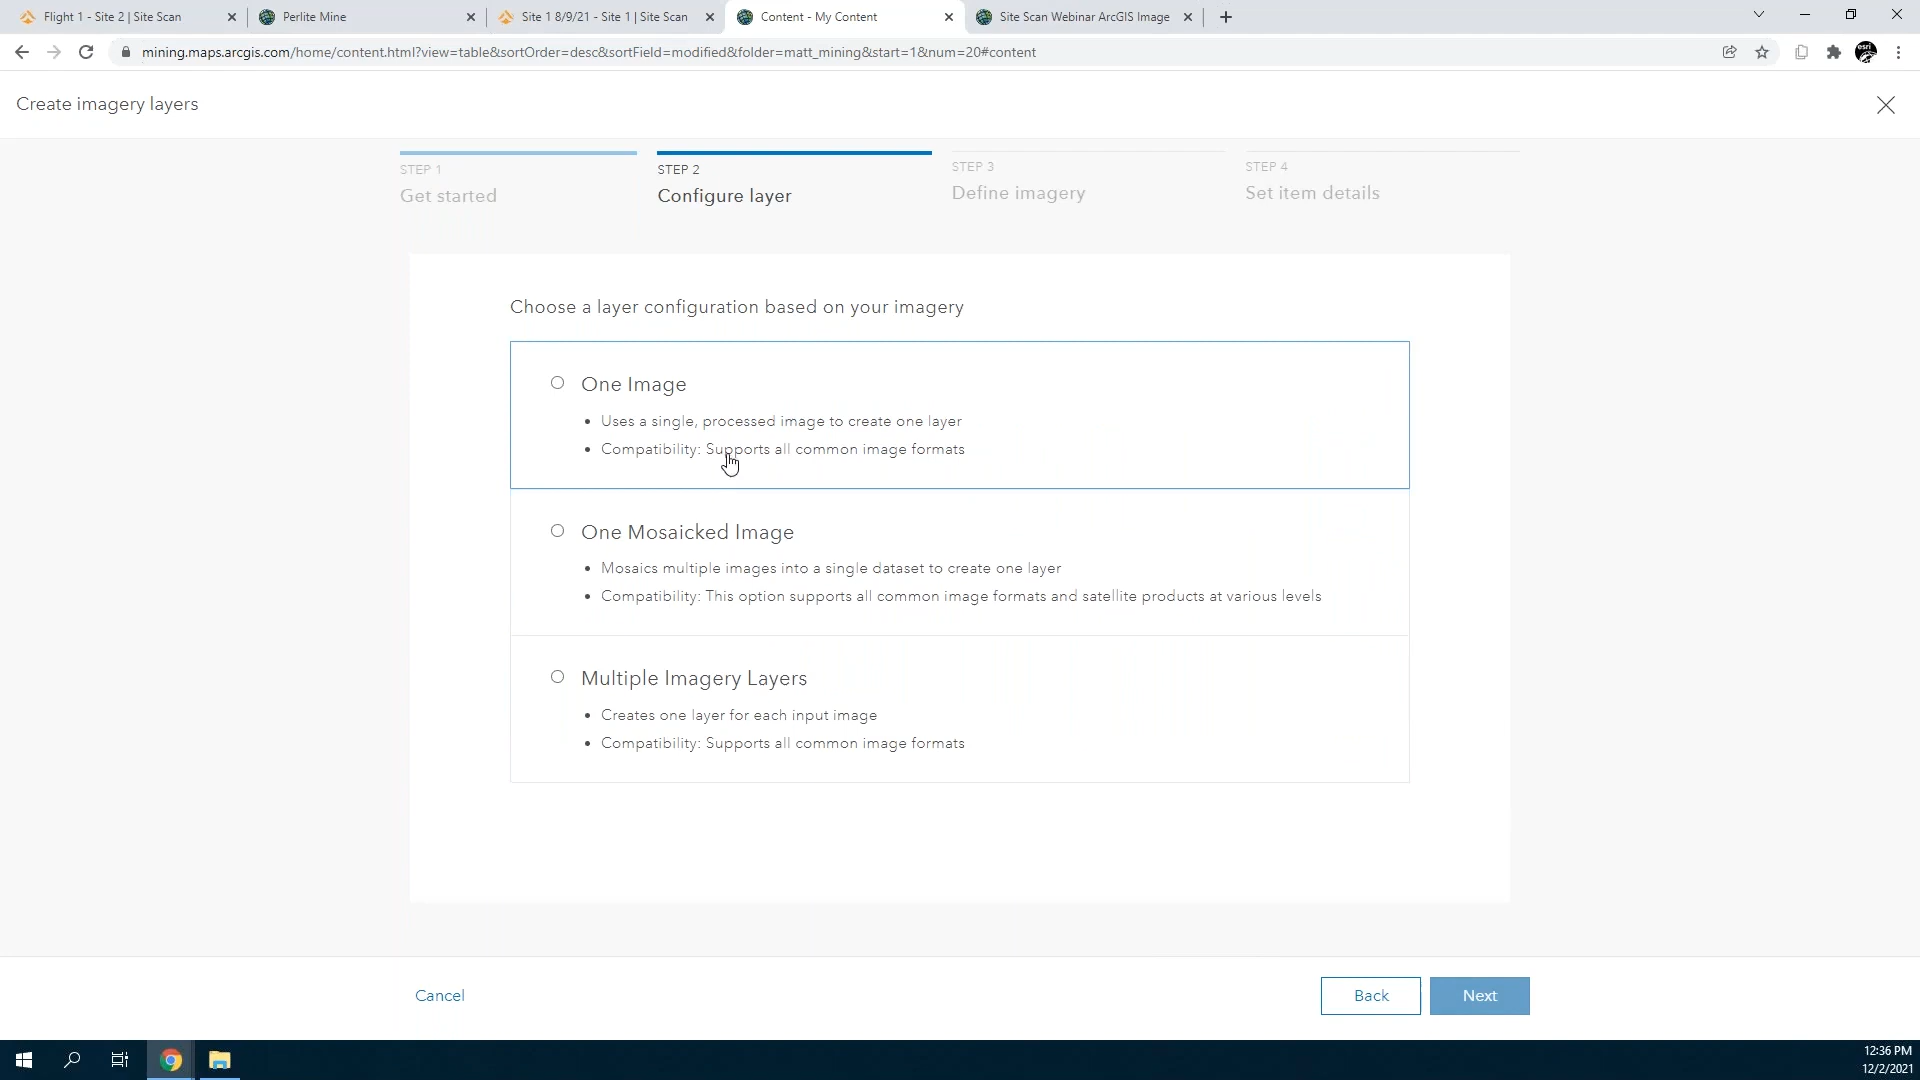 Flight 1 - Site 2 | Site Scan
Perlite Mine
Site 1 8/9/21 - Site 1 | Site Scan
Content - My Content
Site Scan Webinar ArcGIS Image
mining.maps.arcgis.com/home/content.html?view=table&sortOrder=desc&sortField=modified&folder=matt_mining&start=1&num=20#content
esri
Create imagery layers
STEP 1
Get started
STEP 2
Configure layer
STEP 3
Define imagery
STEP 4
Set item details
Choose a layer configuration based on your imagery
One Image
• Uses a single, processed image to create one layer
• Compatibility: Supports all common image formats
One Mosaicked Image
• Mosaics multiple images into a single dataset to create one layer
• Compatibility: This option supports all common image formats and satellite products at various levels
Multiple Imagery Layers
• Creates one layer for each input image
• Compatibility: Supports all common image formats
Cancel
Back
Next
12:36 PM
12/2/2021